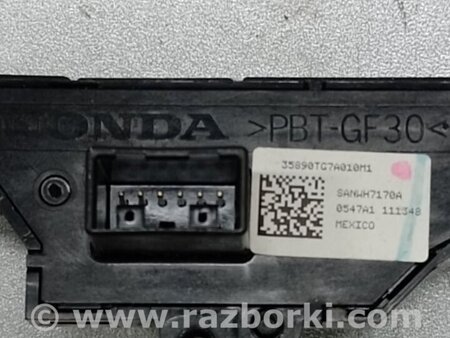 HONDA >PBT-GF30<
35890TG7A010M1
SANWH7170A
0547A1 111348
MEXICO
www.razborki.com